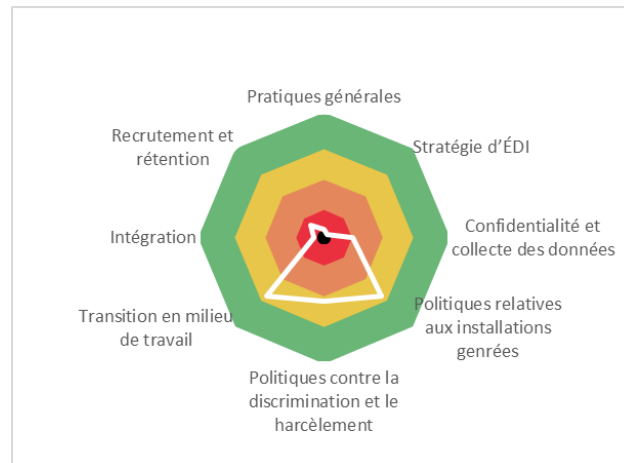 Pratiques générales
Stratégie d’ÉDI
Confidentialité et
collecte des données
Politiques relatives
aux installations
genrées
Politiques contre la
discrimination et le
harcèlement
Transition en milieu
de travail
Intégration
Recrutement et
rétention